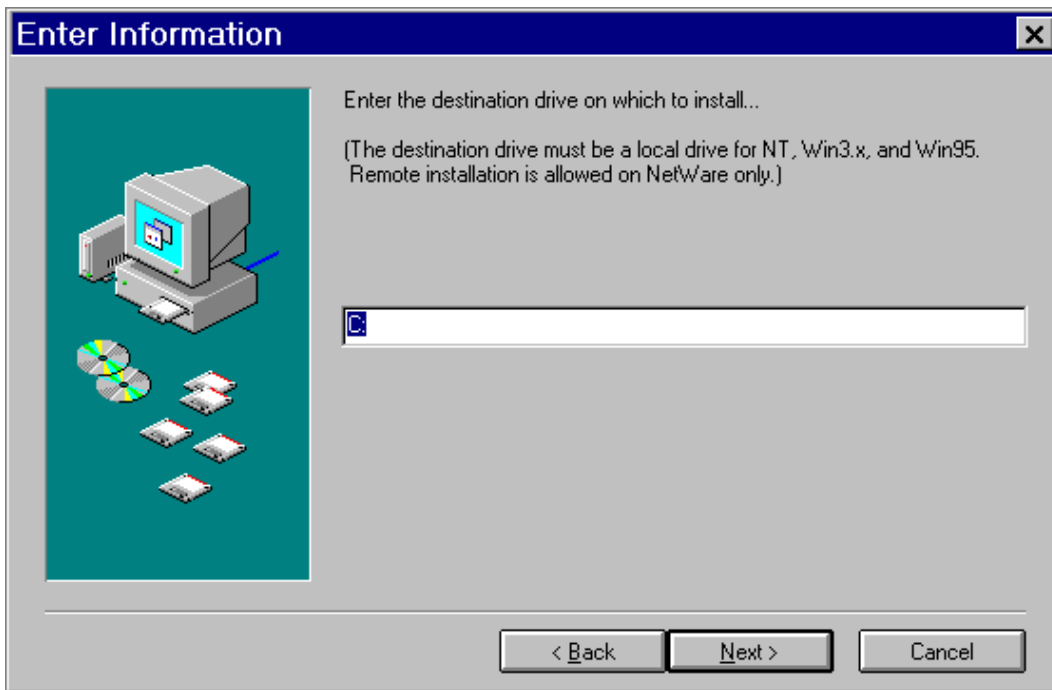 Enter Information
Enter the destination drive on which to install...
(The destination drive must be a local drive for NT, Win3.x, and Win95.
Remote installation is allowed on NetWare only.)
C:
< Back
Next >
Cancel